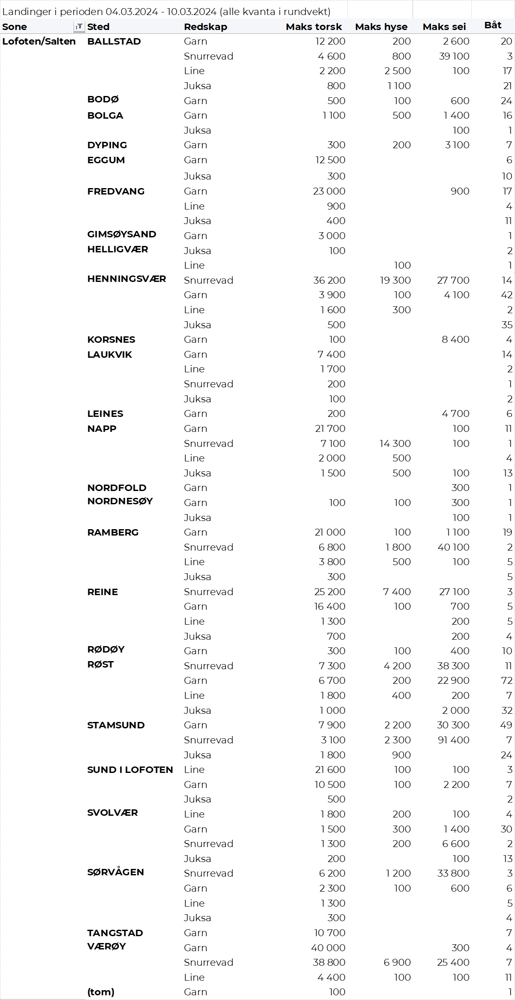 Landinger i perioden 04.03.2024 - 10.03.2024 (alle kvanta i rundvekt)
Sone Sted Redskap Maks torsk Maks hyse Maks sei Båt
Lofoten/Salten BALLSTAD Garn 12 200 200 2 600 20
Snurrevad 4 600 800 39 100 3
Line 2 200 2 500 100 17
Juksa 800 1 100 21
BODØ Garn 500 100 600 24
BOLGA Garn 1 100 500 1 400 16
Juksa 100 1
DYPING Garn 300 200 3 100 7
EGGUM Garn 12 500 6
Juksa 300 10
FREDVANG Garn 23 000 900 17
Line 900 4
Juksa 400 11
GIMSØYSAND Garn 3 000 1
HELLIGVÆR Juksa 100 2
Line 100 1
HENNINGSVÆR Snurrevad 36 200 19 300 27 700 14
Garn 3 900 100 4 100 42
Line 1 600 300 2
Juksa 500 35
KORSNES Garn 100 8 400 4
LAUKVIK Garn 7 400 14
Line 1 700 2
Snurrevad 200 1
Juksa 100 2
LEINES Garn 200 4 700 6
NAPP Garn 21 700 100 11
Snurrevad 7 100 14 300 100 1
Line 2 000 500 4
Juksa 1 500 500 100 13
NORDFOLD Garn 300 1
NORDNESØY Garn 100 100 300 1
Juksa 100 1
RAMBERG Garn 21 000 100 1 100 19
Snurrevad 6 800 1 800 40 100 2
Line 3 800 500 100 5
Juksa 300 5
REINE Snurrevad 25 200 7 400 27 100 3
Garn 16 400 100 700 5
Line 1 300 200 5
Juksa 700 200 4
RØDØY Garn 300 100 400 10
RØST Snurrevad 7 300 4 200 38 300 11
Garn 6 700 200 22 900 72
Line 1 800 400 200 7
Juksa 1 000 2 000 32
STAMSUND Garn 7 900 2 200 30 300 49
Snurrevad 3 100 2 300 91 400 7
Juksa 1 800 900 24
SUND I LOFOTEN Line 21 600 100 100 3
Garn 10 500 100 2 200 7
Juksa 500 2
SVOLVÆR Line 1 800 200 100 4
Garn 1 500 300 1 400 30
Snurrevad 1 300 200 6 600 2
Juksa 200 100 13
SØRVÅGEN Snurrevad 6 200 1 200 33 800 3
Garn 2 300 100 600 6
Line 1 300 5
Juksa 300 4
TANGSTAD Garn 10 700 7
VÆRØY Garn 40 000 300 4
Snurrevad 38 800 6 900 25 400 7
Line 4 400 100 100 11
(tom) Garn 100 1